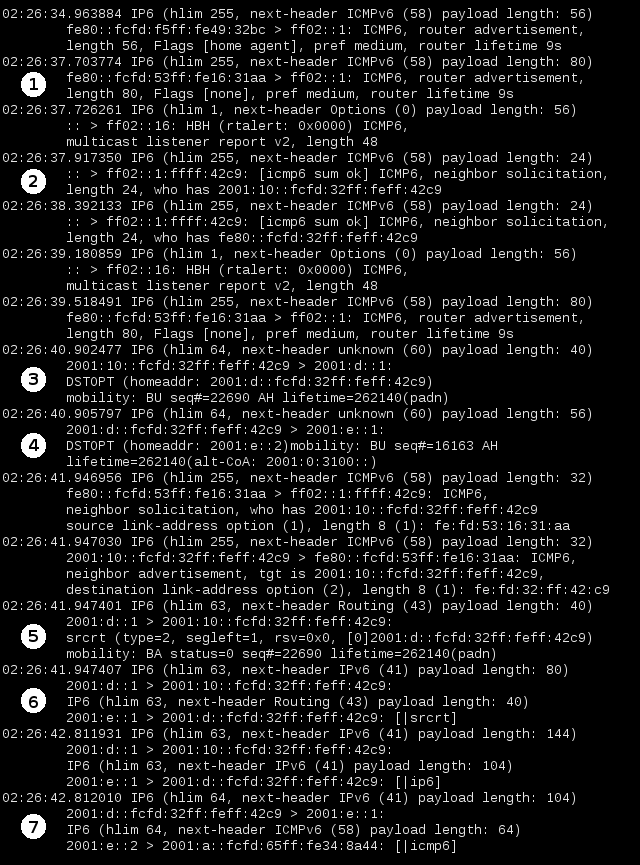 02:26:34.963884 IP6 (hlim 255, next-header ICMPv6 (58) payload length: 56)
fe80::fcfd:f5ff:fe49:32bc > ff02::1: ICMP6, router advertisement,
length 56, Flags [home agent], pref medium, router lifetime 9s
02:26:37.703774 IP6 (hlim 255, next-header ICMPv6 (58) payload length: 80)
1 fe80::fcfd:53ff:fe16:31aa > ff02::1: ICMP6, router advertisement,
length 80, Flags [none], pref medium, router lifetime 9s
02:26:37.726261 IP6 (hlim 1, next-header Options (0) payload length: 56)
:: > ff02::16: HBH (rtalert: 0x0000) ICMP6,
multicast listener report v2, length 48
02:26:37.917350 IP6 (hlim 255, next-header ICMPv6 (58) payload length: 24)
2 :: > ff02::1:ffff:42c9: [icmp6 sum ok] ICMP6, neighbor solicitation,
length 24, who has 2001:10::fcfd:32ff:feff:42c9
02:26:38.392133 IP6 (hlim 255, next-header ICMPv6 (58) payload length: 24)
:: > ff02::1:ffff:42c9: [icmp6 sum ok] ICMP6, neighbor solicitation,
length 24, who has fe80::fcfd:32ff:feff:42c9
02:26:39.180859 IP6 (hlim 1, next-header Options (0) payload length: 56)
:: > ff02::16: HBH (rtalert: 0x0000) ICMP6,
multicast listener report v2, length 48
02:26:39.518491 IP6 (hlim 255, next-header ICMPv6 (58) payload length: 80)
fe80::fcfd:53ff:fe16:31aa > ff02::1: ICMP6, router advertisement,
length 80, Flags [none], pref medium, router lifetime 9s
02:26:40.902477 IP6 (hlim 64, next-header unknown (60) payload length: 40)
2001:10::fcfd:32ff:feff:42c9 > 2001:d::1:
3 DSTOPT (homeaddr: 2001:d::fcfd:32ff:feff:42c9)
mobility: BU seq#=22690 AH lifetime=262140(padn)
02:26:40.905797 IP6 (hlim 64, next-header unknown (60) payload length: 56)
2001:d::fcfd:32ff:feff:42c9 > 2001:e::1:
4 DSTOPT (homeaddr: 2001:e::2)mobility: BU seq#=16163 AH
lifetime=262140(alt-CoA: 2001:0:3100::)
02:26:41.946956 IP6 (hlim 255, next-header ICMPv6 (58) payload length: 32)
fe80::fcfd:53ff:fe16:31aa > ff02::1:ffff:42c9: ICMP6,
neighbor solicitation, who has 2001:10::fcfd:32ff:feff:42c9
source link-address option (1), length 8 (1): fe:fd:53:16:31:aa
02:26:41.947030 IP6 (hlim 255, next-header ICMPv6 (58) payload length: 32)
2001:10::fcfd:32ff:feff:42c9 > fe80::fcfd:53ff:fe16:31aa: ICMP6,
neighbor advertisement, tgt is 2001:10::fcfd:32ff:feff:42c9,
destination link-address option (2), length 8 (1): fe:fd:32:ff:42:c9
02:26:41.947401 IP6 (hlim 63, next-header Routing (43) payload length: 40)
2001:d::1 > 2001:10::fcfd:32ff:feff:42c9:
5 srcrt (type=2, segleft=1, rsv=0x0, [0]2001:d::fcfd:32ff:feff:42c9)
mobility: BA status=0 seq#=22690 lifetime=262140(padn)
02:26:41.947407 IP6 (hlim 63, next-header IPv6 (41) payload length: 80)
2001:d::1 > 2001:10::fcfd:32ff:feff:42c9:
6 IP6 (hlim 63, next-header Routing (43) payload length: 40)
2001:e::1 > 2001:d::fcfd:32ff:feff:42c9: [|srcrt]
02:26:42.811931 IP6 (hlim 63, next-header IPv6 (41) payload length: 144)
2001:d::1 > 2001:10::fcfd:32ff:feff:42c9:
IP6 (hlim 63, next-header IPv6 (41) payload length: 104)
2001:e::1 > 2001:d::fcfd:32ff:feff:42c9: [|ip6]
02:26:42.812010 IP6 (hlim 64, next-header IPv6 (41) payload length: 104)
2001:d::fcfd:32ff:feff:42c9 > 2001:e::1:
7 IP6 (hlim 64, next-header ICMPv6 (58) payload length: 64)
2001:e::2 > 2001:a::fcfd:65ff:fe34:8a44: [|icmp6]